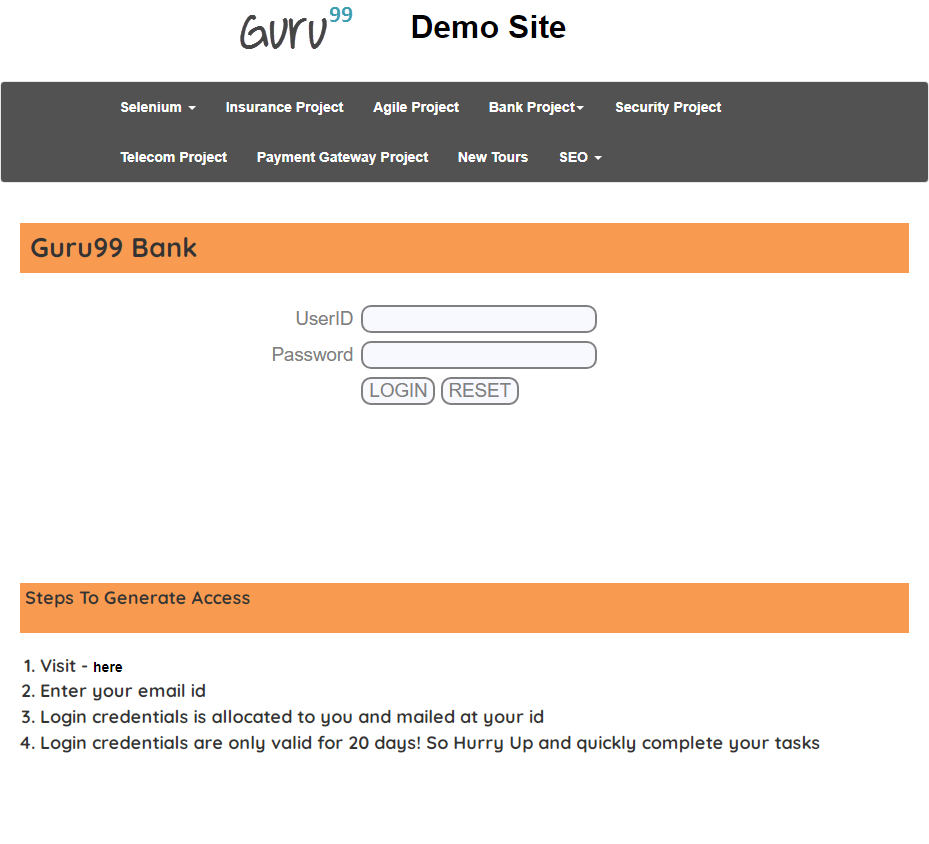 Guru99 Demo Site
Selenium Insurance Project Agile Project Bank Project Security Project
Telecom Project Payment Gateway Project New Tours SEO
Guru99 Bank
UserID
Password
LOGIN RESET
Steps To Generate Access
1. Visit - here
2. Enter your email id
3. Login credentials is allocated to you and mailed at your id
4. Login credentials are only valid for 20 days! So Hurry Up and quickly complete your tasks